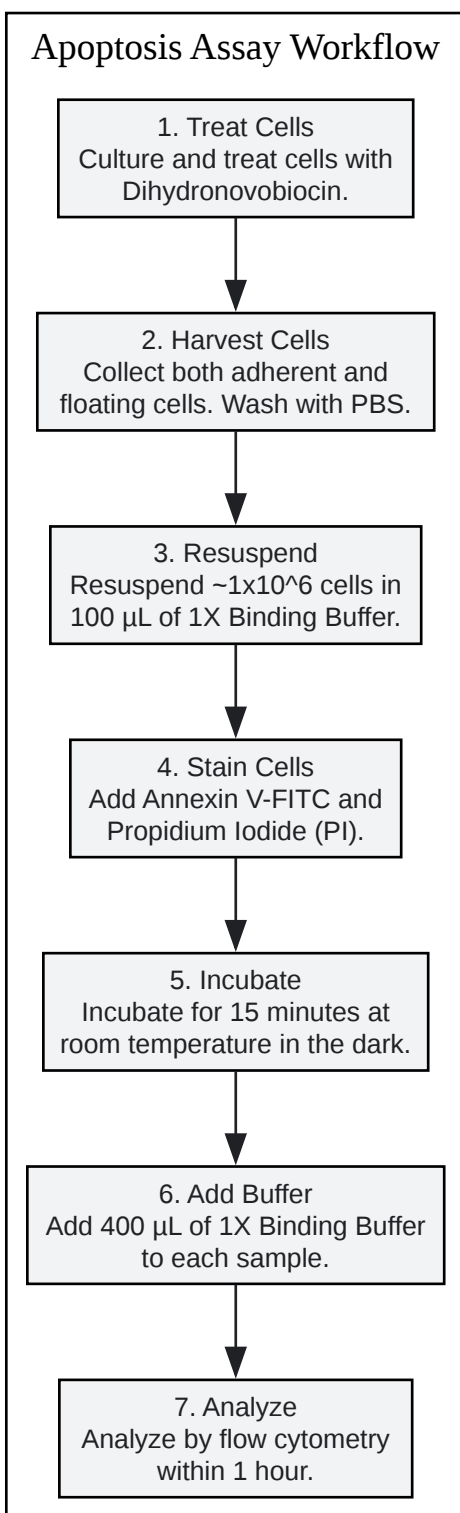 Apoptosis Assay Workflow
1. Treat Cells
Culture and treat cells with
Dihydronovobiocin.
2. Harvest Cells
Collect both adherent and
floating cells. Wash with PBS.
3. Resuspend
Resuspend ~1x10^6 cells in
100 µL of 1X Binding Buffer.
4. Stain Cells
Add Annexin V-FITC and
Propidium Iodide (PI).
5. Incubate
Incubate for 15 minutes at
room temperature in the dark.
6. Add Buffer
Add 400 µL of 1X Binding Buffer
to each sample.
7. Analyze
Analyze by flow cytometry
within 1 hour.